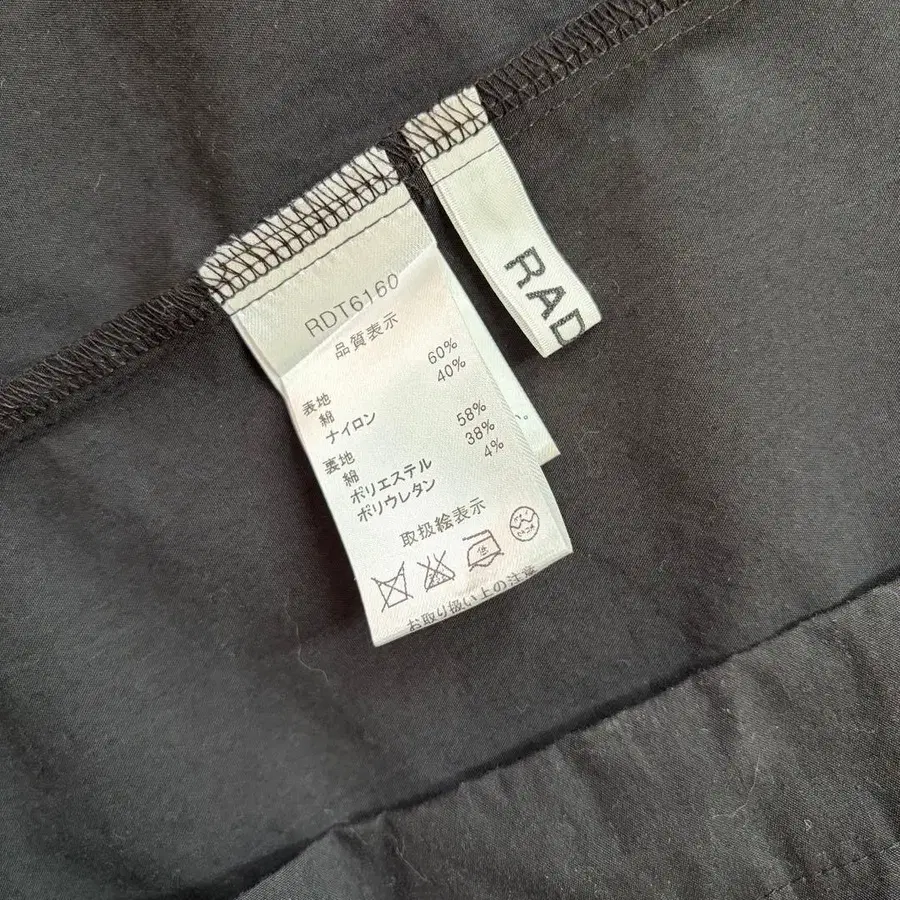 RDT6160
品質表示
表地
綿 60%
ナイロン 40%
裏地
綿 58%
ポリエステル 38%
ポリウレタン 4%
取扱絵表示
低
お取り扱い上の注意
RAD